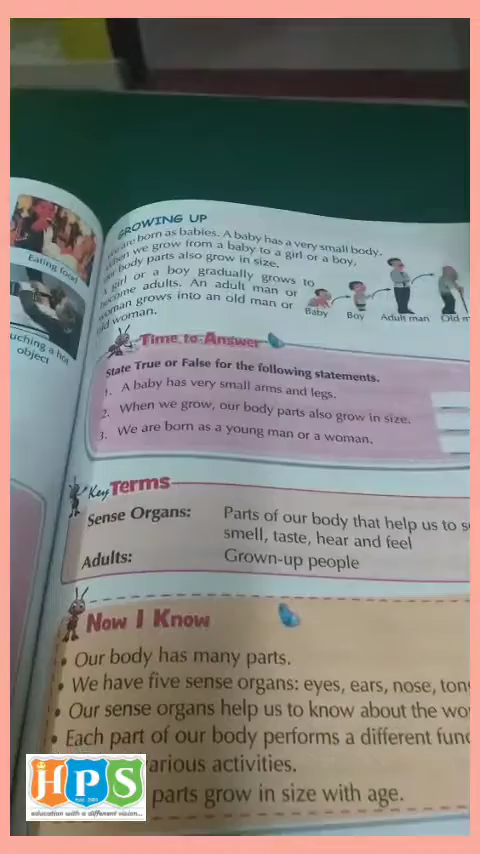 Eating food
uching a hot
object
GROWING UP
are born as babies. A baby has a very small body.
When we grow from a baby to a girl or a boy,
body parts also grow in size.
girl or a boy gradually grows to
become adults. An adult man or
woman grows into an old man or
old woman.
Baby Boy Adult man Old m
Time to Answer
State True or False for the following statements.
1. A baby has very small arms and legs.
2. When we grow, our body parts also grow in size.
3. We are born as a young man or a woman.
Key Terms
Sense Organs: Parts of our body that help us to s
smell, taste, hear and feel
Adults: Grown-up people
Now I Know
• Our body has many parts.
• We have five sense organs: eyes, ears, nose, ton
• Our sense organs help us to know about the wo
• Each part of our body performs a different func
various activities.
parts grow in size with age.
HPS
education with a different vision...